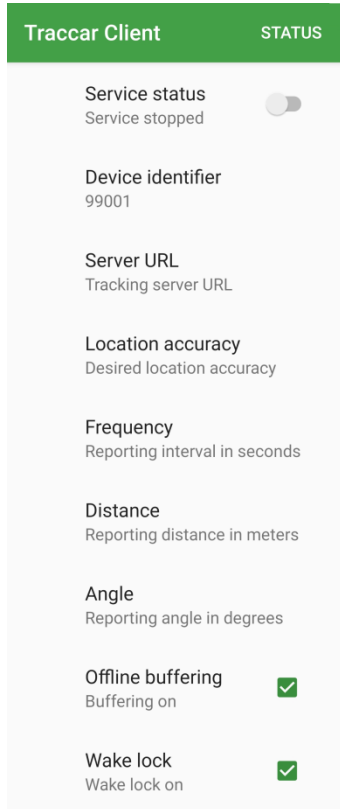 Traccar Client STATUS
Service status
Service stopped
Device identifier
99001
Server URL
Tracking server URL
Location accuracy
Desired location accuracy
Frequency
Reporting interval in seconds
Distance
Reporting distance in meters
Angle
Reporting angle in degrees
Offline buffering
Buffering on
Wake lock
Wake lock on